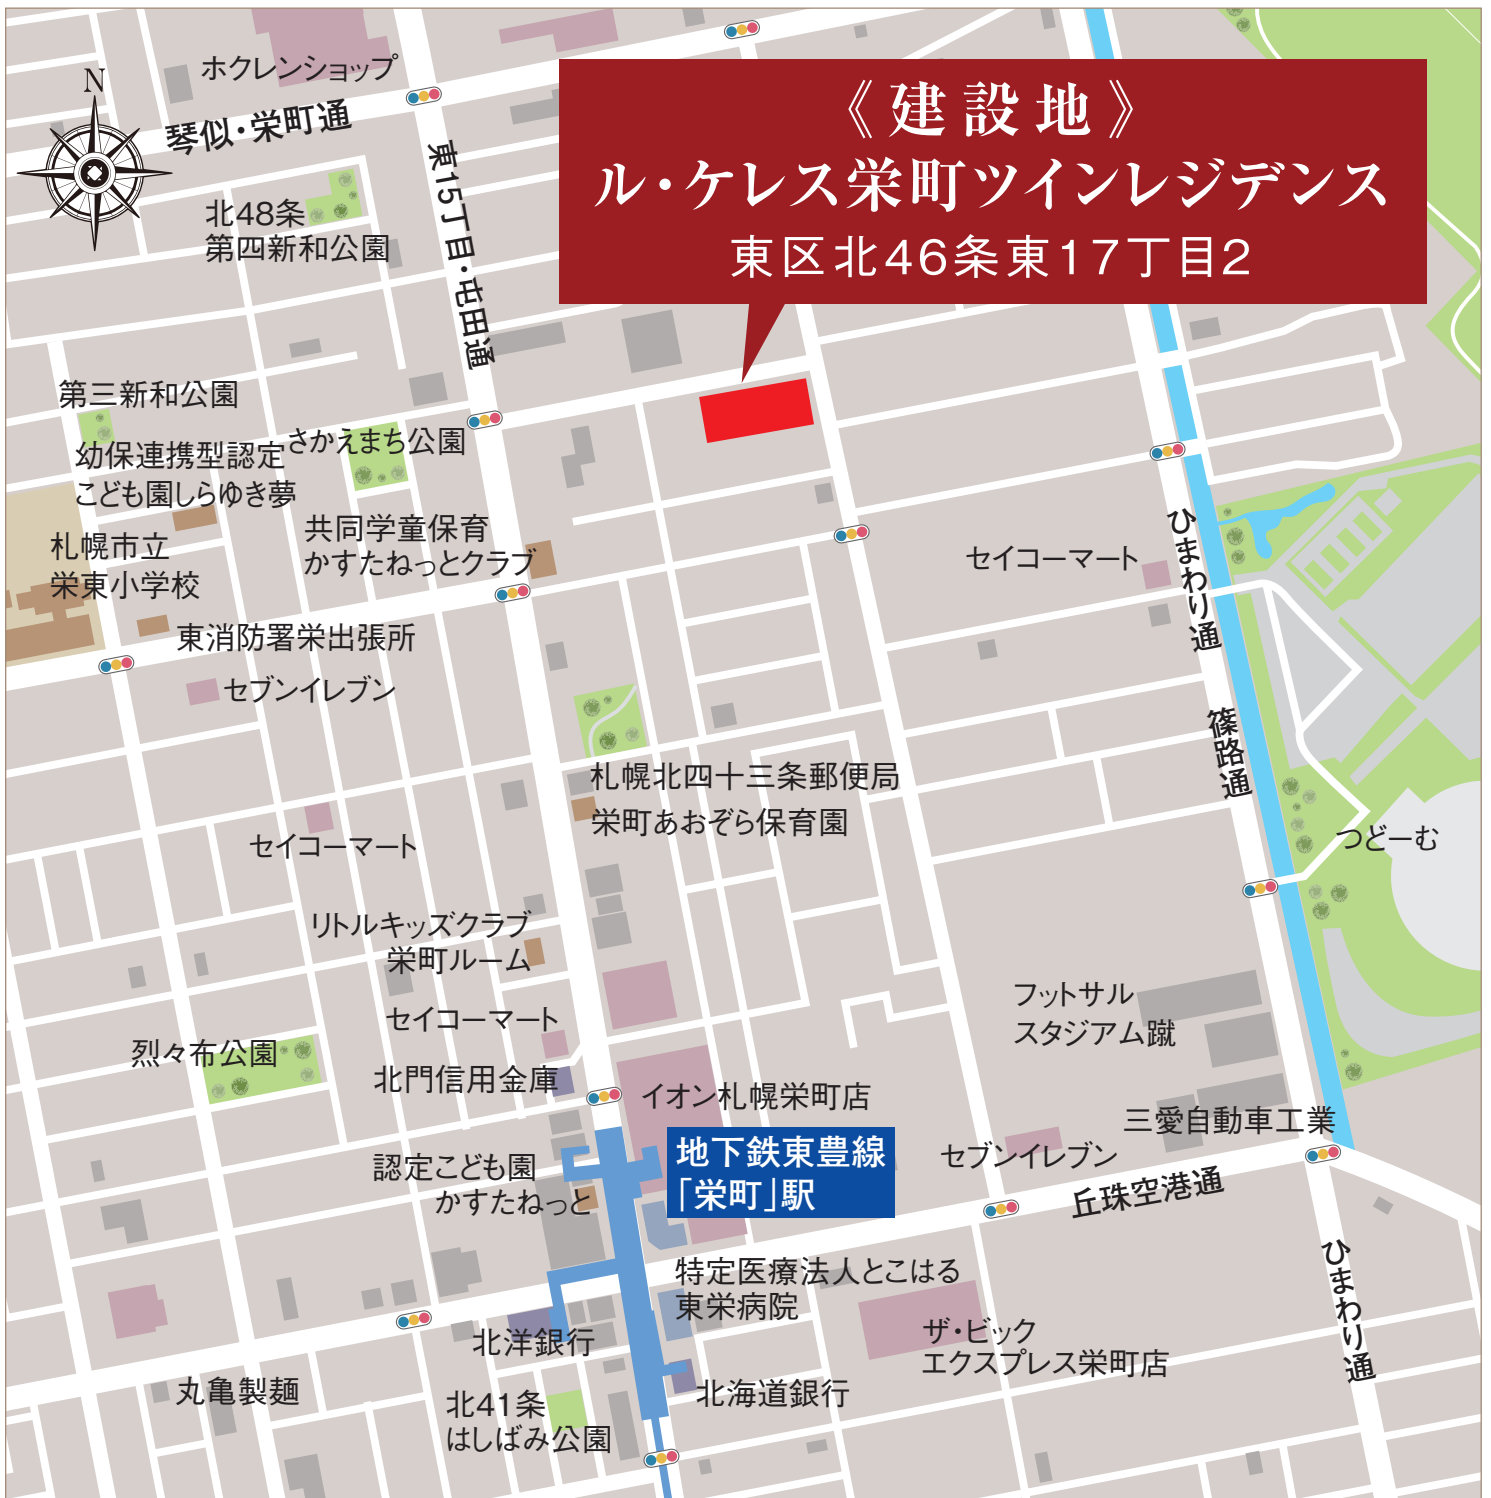 ホクレンショップ
N
琴似・栄町通
《建設地》
ル・ケレス栄町ツインレジデンス
東区北46条東17丁目2
東15丁目・屯田通
北48条
第四新和公園
第三新和公園
さかえまち公園
幼保連携型認定
こども園しらゆき夢
共同学童保育
かすたねっとクラブ
札幌市立
栄東小学校
セイコーマート
ひまわり通
東消防署栄出張所
セブンイレブン
篠路通
札幌北四十三条郵便局
栄町あおぞら保育園
セイコーマート
つどーむ
リトルキッズクラブ
栄町ルーム
フットサル
スタジアム蹴
セイコーマート
烈々布公園
北門信用金庫
イオン札幌栄町店
三愛自動車工業
地下鉄東豊線
「栄町」駅
セブンイレブン
認定こども園
かすたねっと
丘珠空港通
ひまわり通
特定医療法人とこはる
東栄病院
北洋銀行
ザ・ビック
エクスプレス栄町店
丸亀製麺
北海道銀行
北41条
はしばみ公園